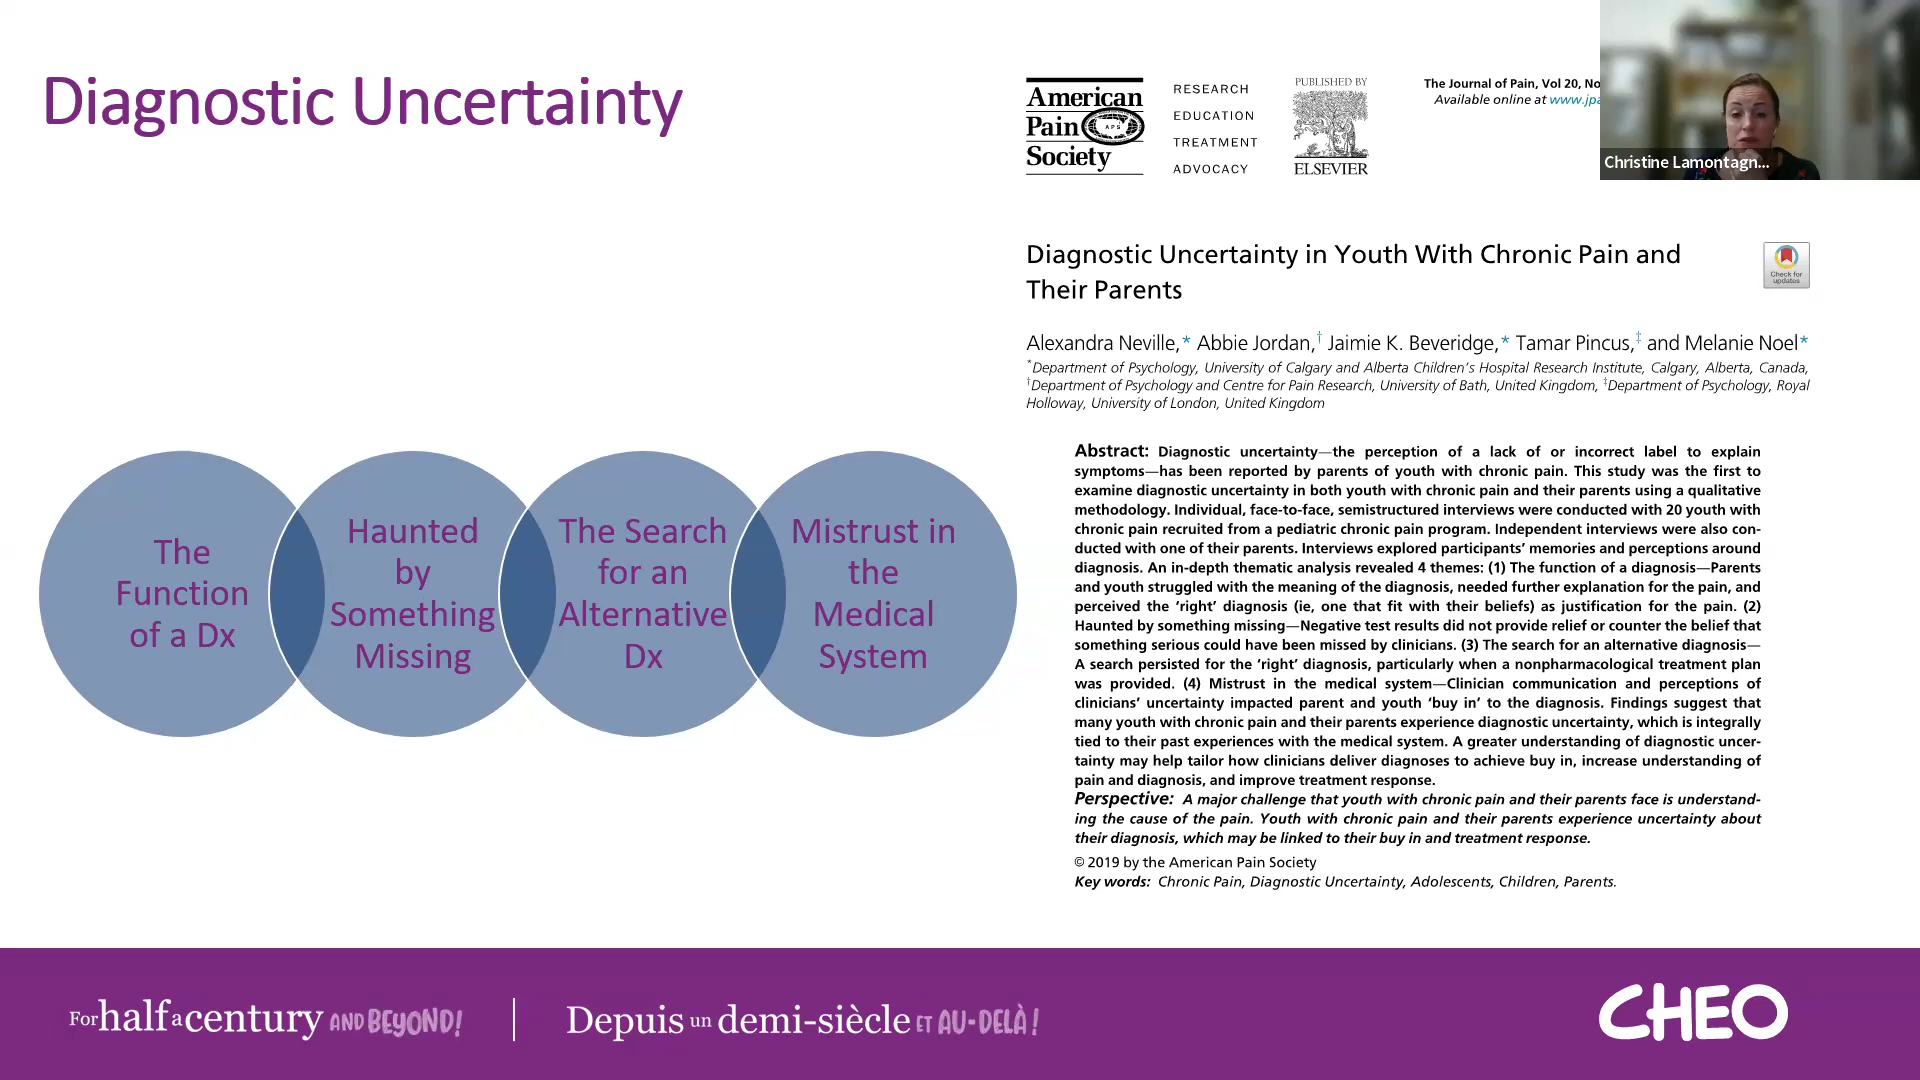 Diagnostic Uncertainty
American
Pain
Society
APS
RESEARCH
EDUCATION
TREATMENT
ADVOCACY
PUBLISHED BY
ELSEVIER
The Journal of Pain, Vol 20, No
Available online at www.jpa
Christine Lamontagn...
Diagnostic Uncertainty in Youth With Chronic Pain and
Their Parents
Check for
updates
Alexandra Neville,* Abbie Jordan,† Jaimie K. Beveridge,* Tamar Pincus,‡ and Melanie Noel*
*Department of Psychology, University of Calgary and Alberta Children's Hospital Research Institute, Calgary, Alberta, Canada,
†Department of Psychology and Centre for Pain Research, University of Bath, United Kingdom, ‡Department of Psychology, Royal
Holloway, University of London, United Kingdom
The
Function
of a Dx
Haunted
by
Something
Missing
The Search
for an
Alternative
Dx
Mistrust in
the
Medical
System
Abstract: Diagnostic uncertainty—the perception of a lack of or incorrect label to explain
symptoms—has been reported by parents of youth with chronic pain. This study was the first to
examine diagnostic uncertainty in both youth with chronic pain and their parents using a qualitative
methodology. Individual, face-to-face, semistructured interviews were conducted with 20 youth with
chronic pain recruited from a pediatric chronic pain program. Independent interviews were also con-
ducted with one of their parents. Interviews explored participants' memories and perceptions around
diagnosis. An in-depth thematic analysis revealed 4 themes: (1) The function of a diagnosis—Parents
and youth struggled with the meaning of the diagnosis, needed further explanation for the pain, and
perceived the 'right' diagnosis (ie, one that fit with their beliefs) as justification for the pain. (2)
Haunted by something missing—Negative test results did not provide relief or counter the belief that
something serious could have been missed by clinicians. (3) The search for an alternative diagnosis—
A search persisted for the 'right' diagnosis, particularly when a nonpharmacological treatment plan
was provided. (4) Mistrust in the medical system—Clinician communication and perceptions of
clinicians' uncertainty impacted parent and youth 'buy in' to the diagnosis. Findings suggest that
many youth with chronic pain and their parents experience diagnostic uncertainty, which is integrally
tied to their past experiences with the medical system. A greater understanding of diagnostic uncer-
tainty may help tailor how clinicians deliver diagnoses to achieve buy in, increase understanding of
pain and diagnosis, and improve treatment response.
Perspective: A major challenge that youth with chronic pain and their parents face is understand-
ing the cause of the pain. Youth with chronic pain and their parents experience uncertainty about
their diagnosis, which may be linked to their buy in and treatment response.
© 2019 by the American Pain Society
Key words: Chronic Pain, Diagnostic Uncertainty, Adolescents, Children, Parents.
For half a century AND BEYOND!
Depuis un demi-siècle ET AU-DELÀ!
CHEO